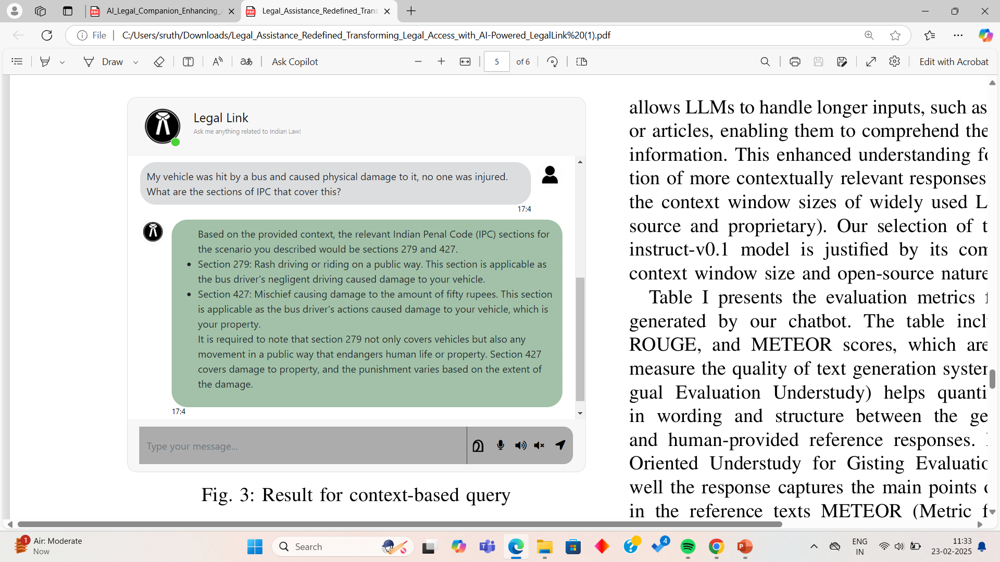 AI_Legal_Companion_Enhancing_
Legal_Assistance_Redefined_Trans
File
C:/Users/sruth/Downloads/Legal_Assistance_Redefined_Transforming_Legal_Access_with_AI-Powered_LegalLink%20(1).pdf
Draw
Ask Copilot
5
of 6
Edit with Acrobat
Legal Link
Ask me anything related to Indian Law!
My vehicle was hit by a bus and caused physical damage to it, no one was injured.
What are the sections of IPC that cover this?
17:4
Based on the provided context, the relevant Indian Penal Code (IPC) sections for
the scenario you described would be sections 279 and 427.
• Section 279: Rash driving or riding on a public way. This section is applicable as
the bus driver's negligent driving caused damage to your vehicle.
• Section 427: Mischief causing damage to the amount of fifty rupees. This section
is applicable as the bus driver's actions caused damage to your vehicle, which is
your property.
It is required to note that section 279 not only covers vehicles but also any
movement in a public way that endangers human life or property. Section 427
covers damage to property, and the punishment varies based on the extent of
the damage.
17:4
Type your message...
Fig. 3: Result for context-based query
allows LLMs to handle longer inputs, such as
or articles, enabling them to comprehend the
information. This enhanced understanding
tion of more contextually relevant responses
the context window sizes of widely used L
source and proprietary). Our selection of t
instruct-v0.1 model is justified by its com
context window size and open-source nature
Table I presents the evaluation metrics
generated by our chatbot. The table incl
ROUGE, and METEOR scores, which are
measure the quality of text generation system
gual Evaluation Understudy) helps quanti
in wording and structure between the ge
and human-provided reference responses.
Oriented Understudy for Gisting Evaluatio
well the response captures the main points
in the reference texts METEOR (Metric f
1
Air: Moderate
Now
Search
4
ENG
IN
11:33
23-02-2025